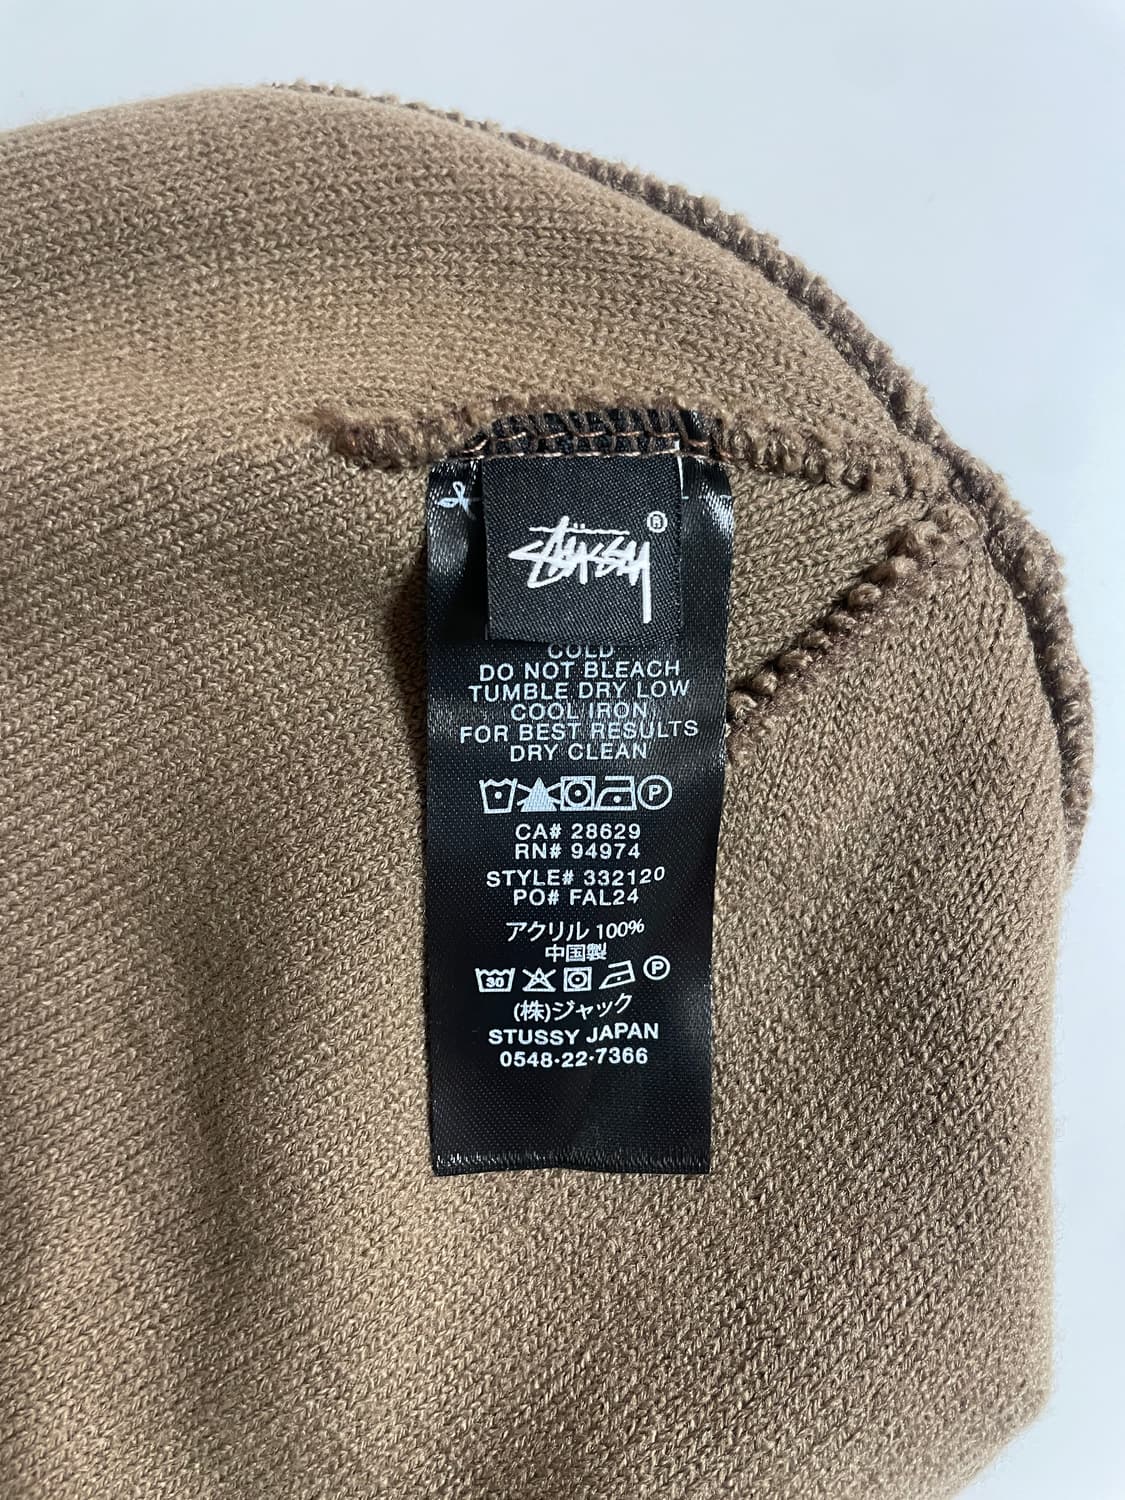 STÜSSY ®
COLD
DO NOT BLEACH
TUMBLE DRY LOW
COOL IRON
FOR BEST RESULTS
DRY CLEAN
P
CA# 28629
RN# 94974
STYLE# 332120
PO# FAL24
アクリル 100%
中国製
30 P
(株)ジャック
STUSSY JAPAN
0548·22·7366